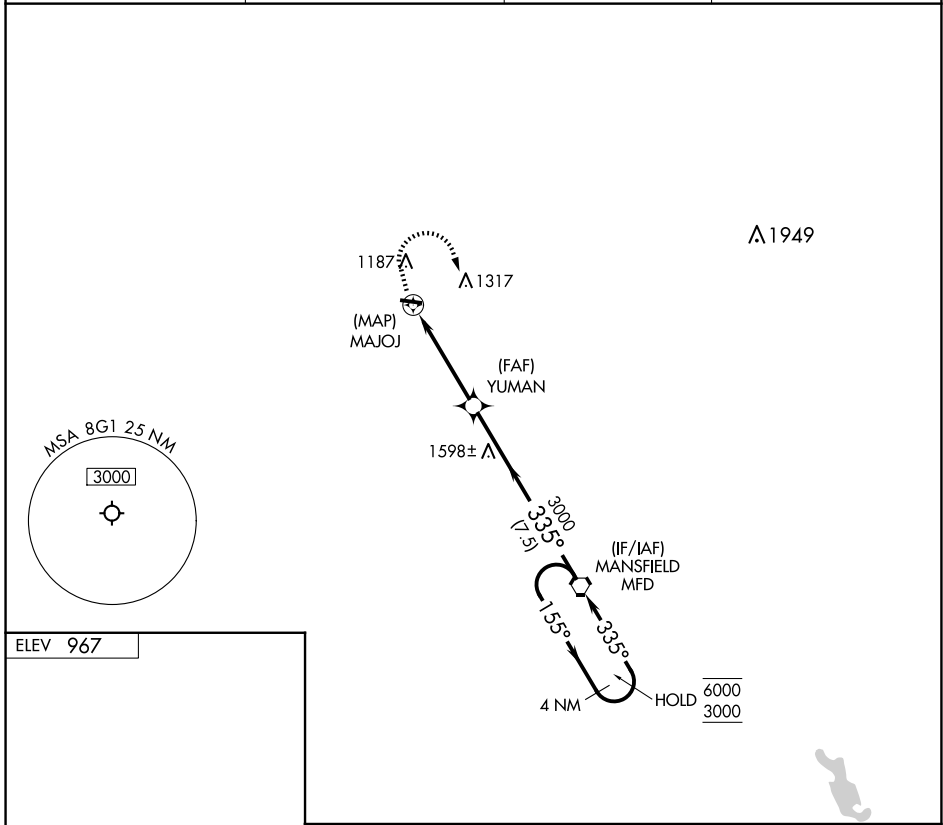 1949
1187
1317
(MAP)
MAJOJ
(FAF)
YUMAN
1598±
MSA 8G1 25 NM
3000
3000
335°
(7.5)
(IF/IAF)
MANSFIELD
MFD
155°
335°
4 NM
HOLD 6000
3000
ELEV 967